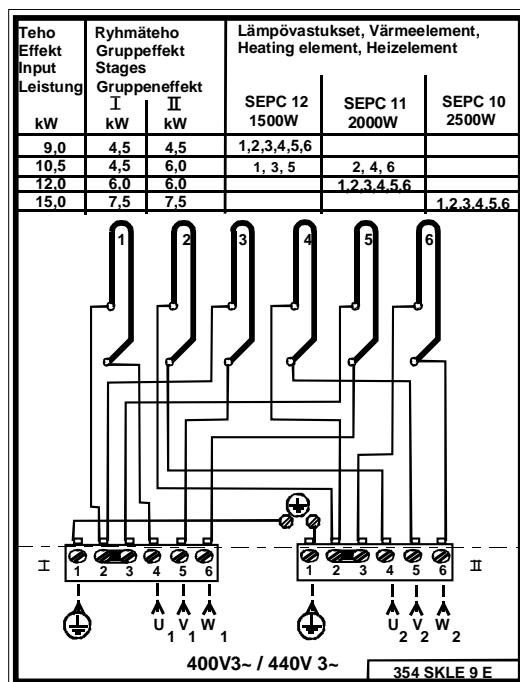 Teho
Effekt
Input
Leistung
kW
Ryhmäteho
Gruppeffekt
Stages
Gruppeneffekt
I II
kW kW
Lämpövastukset, Värmeelement,
Heating element, Heizelement
SEPC 12
1500W
SEPC 11
2000W
SEPC 10
2500W
9,0 4,5 4,5 1,2,3,4,5,6
10,5 4,5 6,0 1, 3, 5 2, 4, 6
12,0 6,0 6,0 1,2,3,4,5,6
15,0 7,5 7,5 1,2,3,4,5,6
1 2 3 4 5 6
I 1 2 3 4 5 6 1 2 3 4 5 6 II
U1 V1 W1 U2 V2 W2
400V3~ / 440V 3~
354 SKLE 9 E